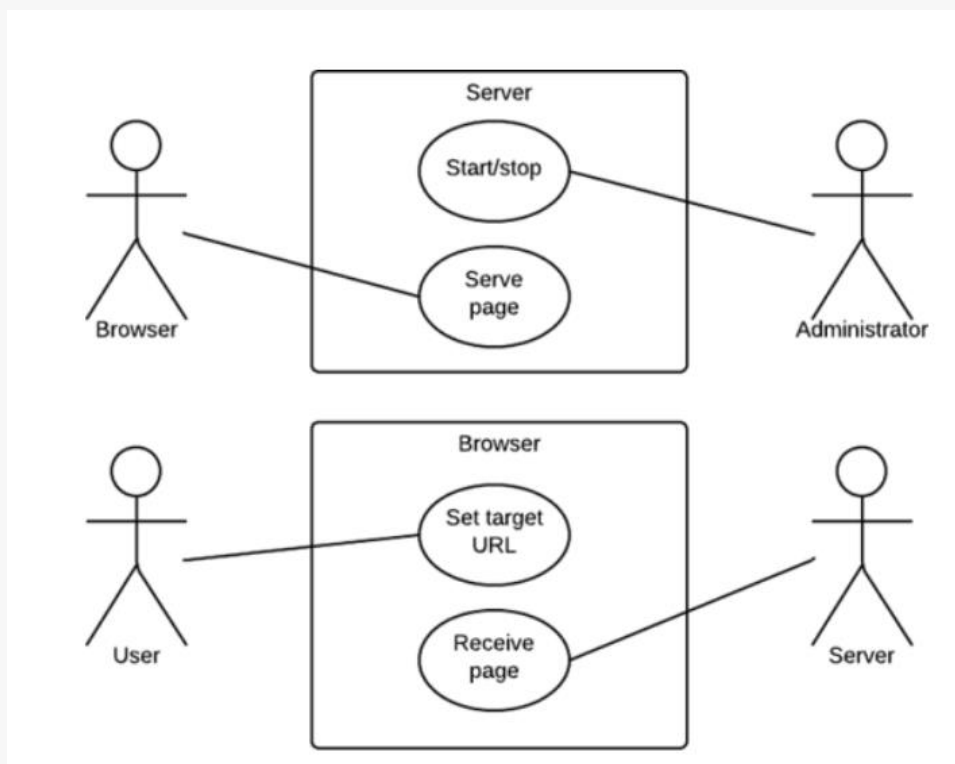 Server
Start/stop
Serve
page
Browser
Administrator
Browser
Set target
URL
Receive
page
User
Server